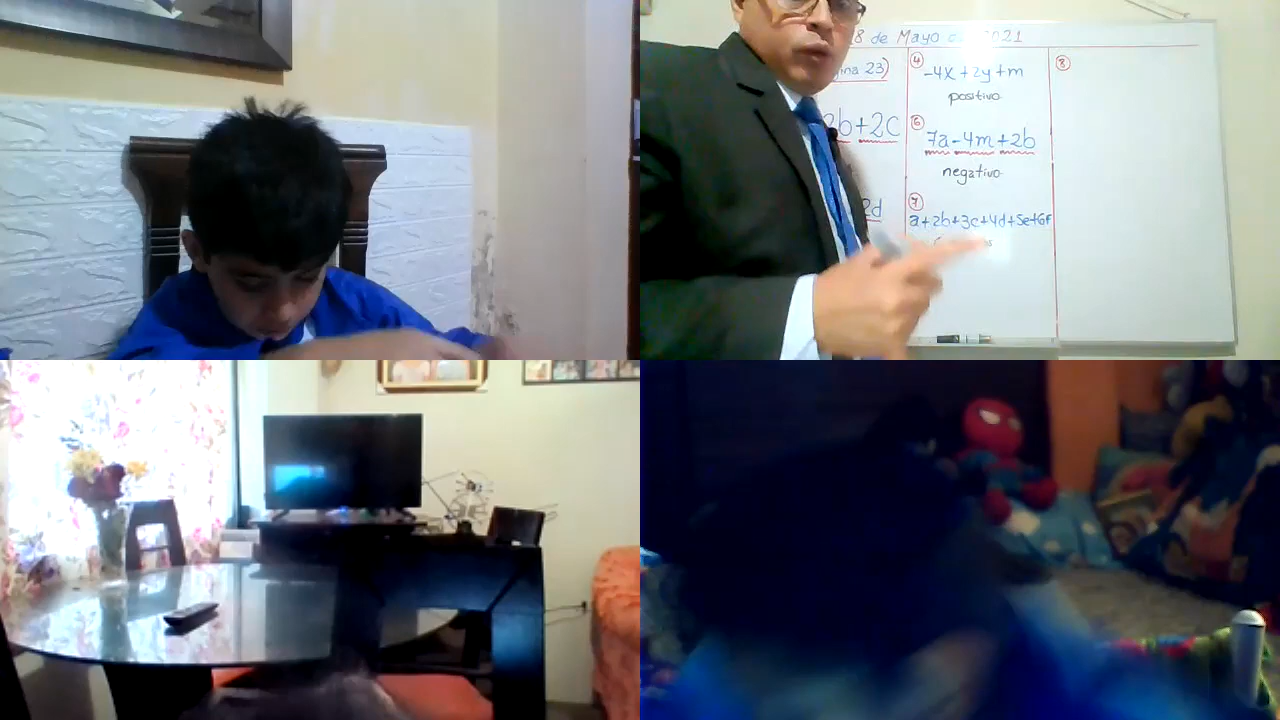 8 de Mayo 2021
23)
2b+2c
2d
④
-4x+2y+m
positivo
⑥
7a-4m+2b
negativo
⑦
a+2b+3c+4d+5e+6f
⑧